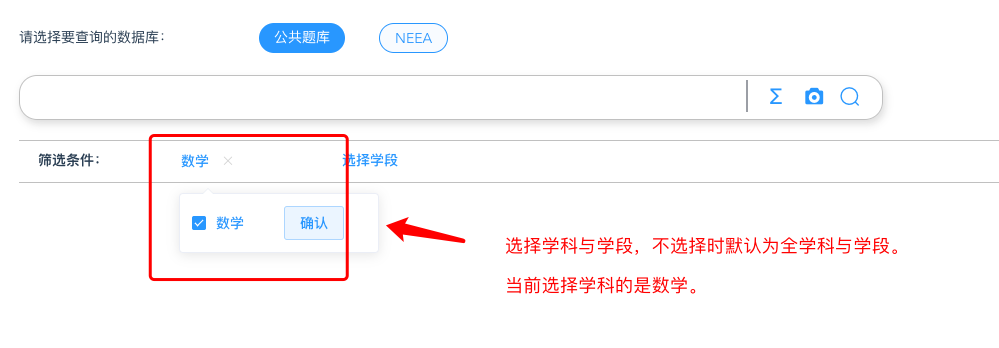 请选择要查询的数据库: 公共题库 NEEA
Σ
筛选条件: 数学 × 选择学段
数学 确认
选择学科与学段，不选择时默认为全学科与学段。
当前选择学科的是数学。